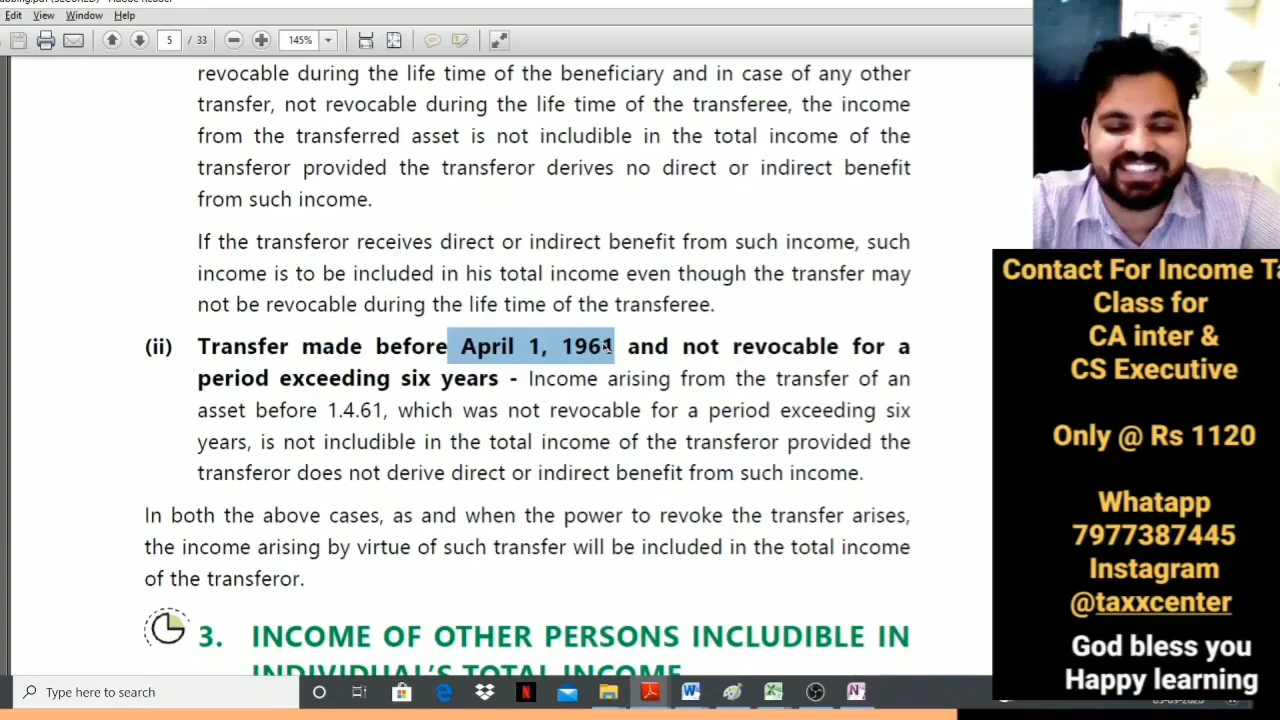 Edit View Window Help
5 / 33 145%
revocable during the life time of the beneficiary and in case of any other
transfer, not revocable during the life time of the transferee, the income
from the transferred asset is not includible in the total income of the
transferor provided the transferor derives no direct or indirect benefit
from such income.
If the transferor receives direct or indirect benefit from such income, such
income is to be included in his total income even though the transfer may
not be revocable during the life time of the transferee.
(ii) Transfer made before April 1, 1961 and not revocable for a
period exceeding six years - Income arising from the transfer of an
asset before 1.4.61, which was not revocable for a period exceeding six
years, is not includible in the total income of the transferor provided the
transferor does not derive direct or indirect benefit from such income.
In both the above cases, as and when the power to revoke the transfer arises,
the income arising by virtue of such transfer will be included in the total income
of the transferor.
3. INCOME OF OTHER PERSONS INCLUDIBLE IN
INDIVIDUAL'S TOTAL INCOME
Type here to search
Contact For Income Ta
Class for
CA inter &
CS Executive
Only @ Rs 1120
Whatapp
7977387445
Instagram
@taxxcenter
God bless you
Happy learning